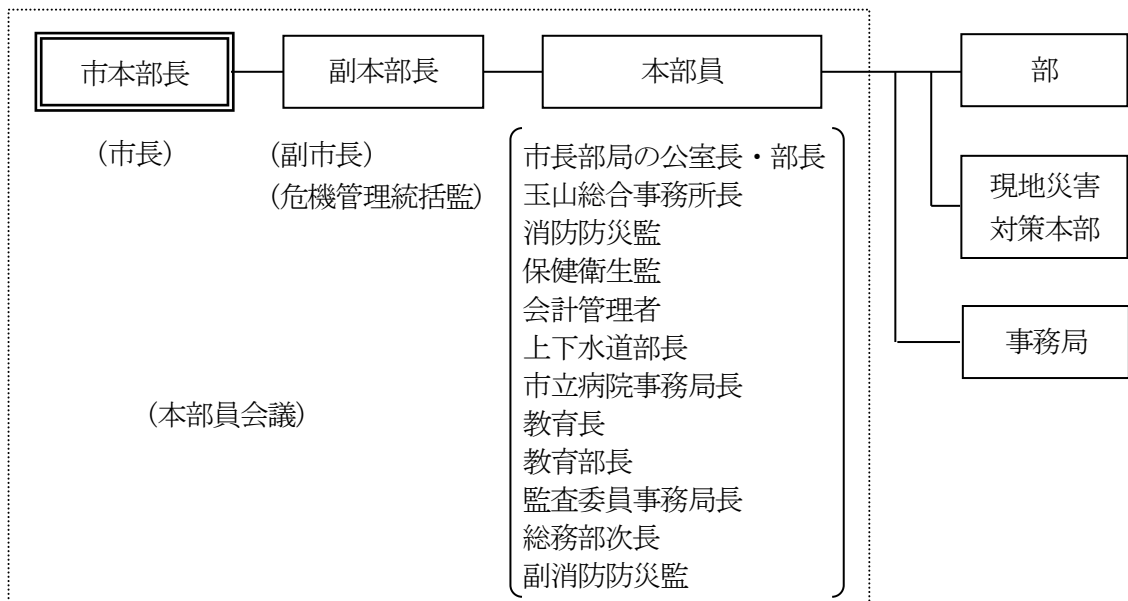 市本部長
副本部長
本部員
部
(市長)
(副市長)
(危機管理統括監)
市長部局の公室長・部長
玉山総合事務所長
消防防災監
保健衛生監
会計管理者
上下水道部長
市立病院事務局長
教育長
教育部長
監査委員事務局長
総務部次長
副消防防災監
(本部員会議)
現地災害
対策本部
事務局